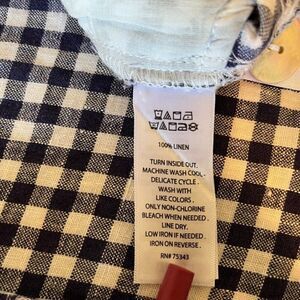 100% LINEN
TURN INSIDE OUT.
MACHINE WASH COOL.
DELICATE CYCLE.
WASH WITH
LIKE COLORS.
ONLY NON-CHLORINE
BLEACH WHEN NEEDED.
LINE DRY.
LOW IRON IF NEEDED.
IRON ON REVERSE.
RN# 75343